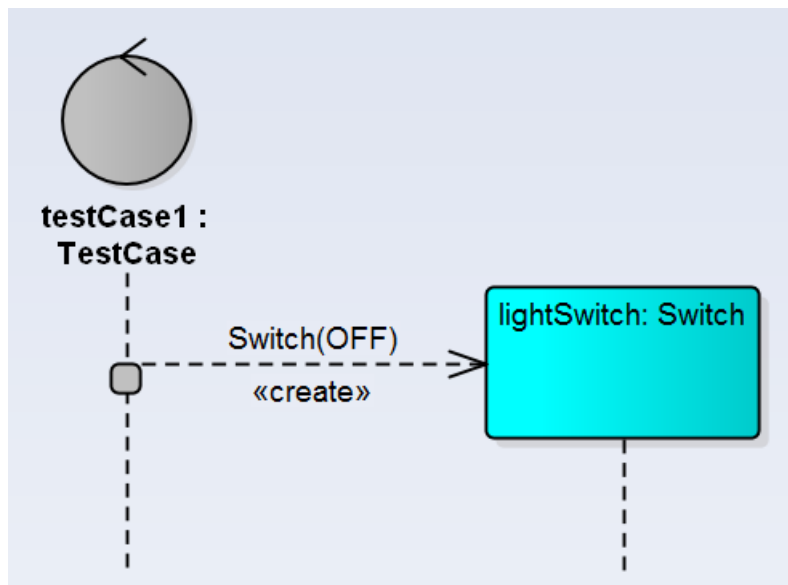 testCase1 :
TestCase
Switch(OFF)
«create»
lightSwitch: Switch